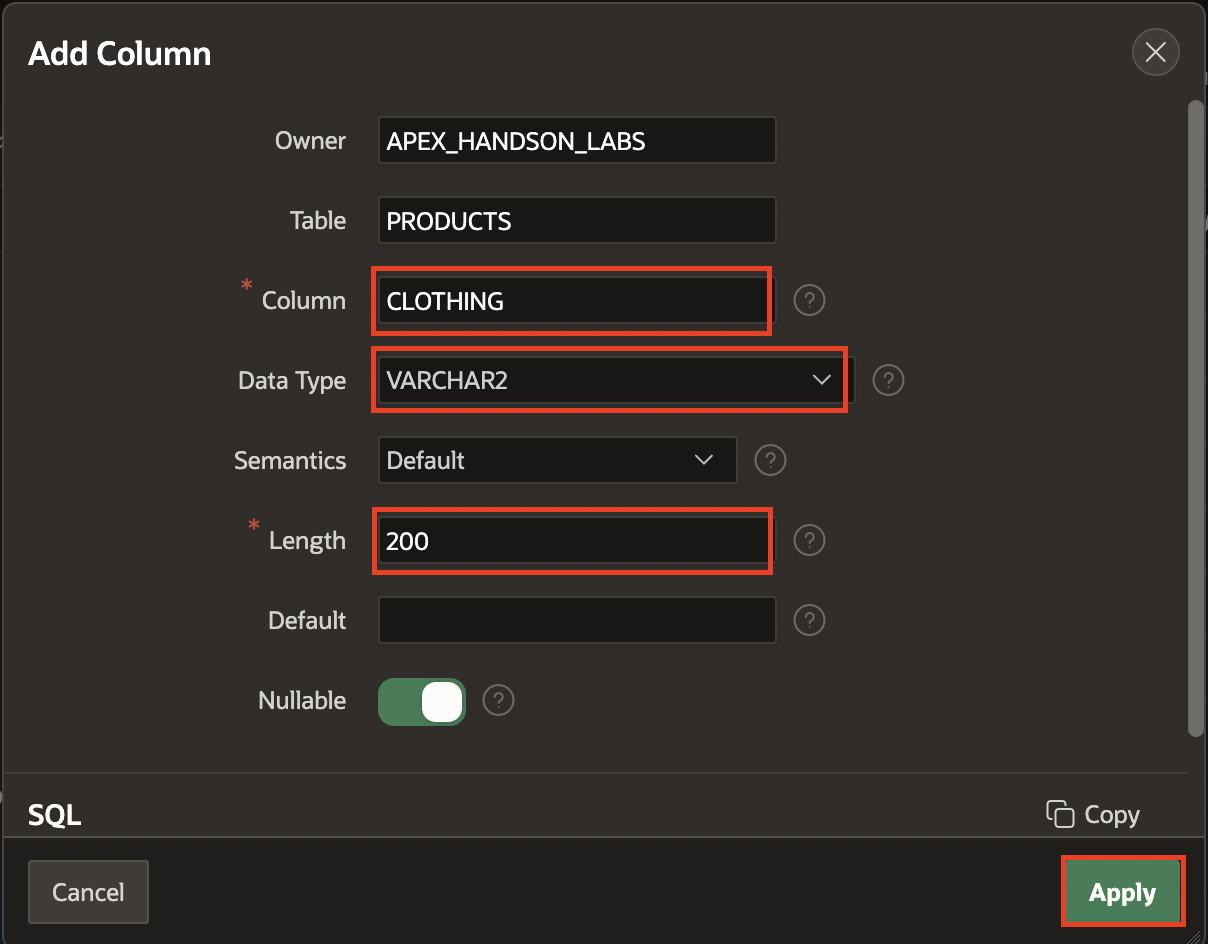 Add Column
Owner APEX_HANDSON_LABS
Table PRODUCTS
* Column CLOTHING ?
Data Type VARCHAR2 ?
Semantics Default ?
* Length 200 ?
Default ?
Nullable ?
SQL Copy
Cancel Apply